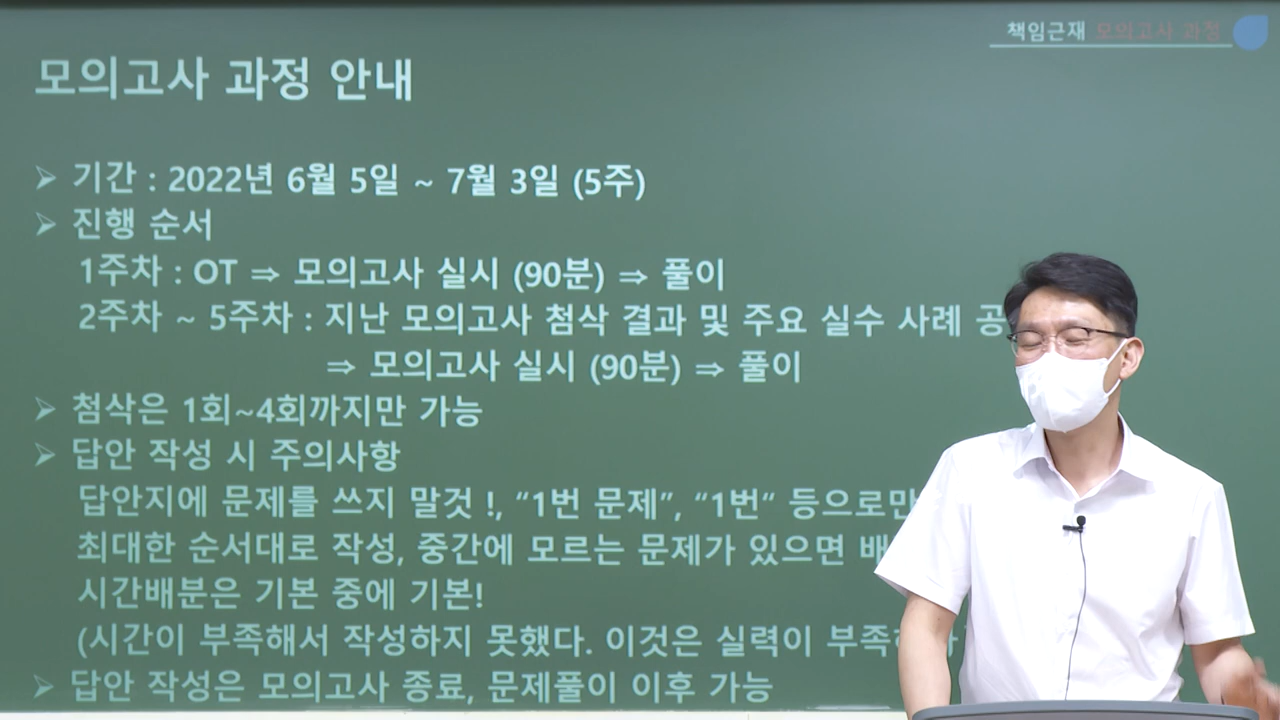 책임근재 모의고사 과정
모의고사 과정 안내
➢ 기간 : 2022년 6월 5일 ~ 7월 3일 (5주)
➢ 진행 순서
1주차 : OT ⇒ 모의고사 실시 (90분) ⇒ 풀이
2주차 ~ 5주차 : 지난 모의고사 첨삭 결과 및 주요 실수 사례 공
⇒ 모의고사 실시 (90분) ⇒ 풀이
➢ 첨삭은 1회~4회까지만 가능
➢ 답안 작성 시 주의사항
답안지에 문제를 쓰지 말것 !, “1번 문제”, “1번“ 등으로만
최대한 순서대로 작성, 중간에 모르는 문제가 있으면 배
시간배분은 기본 중에 기본!
(시간이 부족해서 작성하지 못했다. 이것은 실력이 부족
➢ 답안 작성은 모의고사 종료, 문제풀이 이후 가능